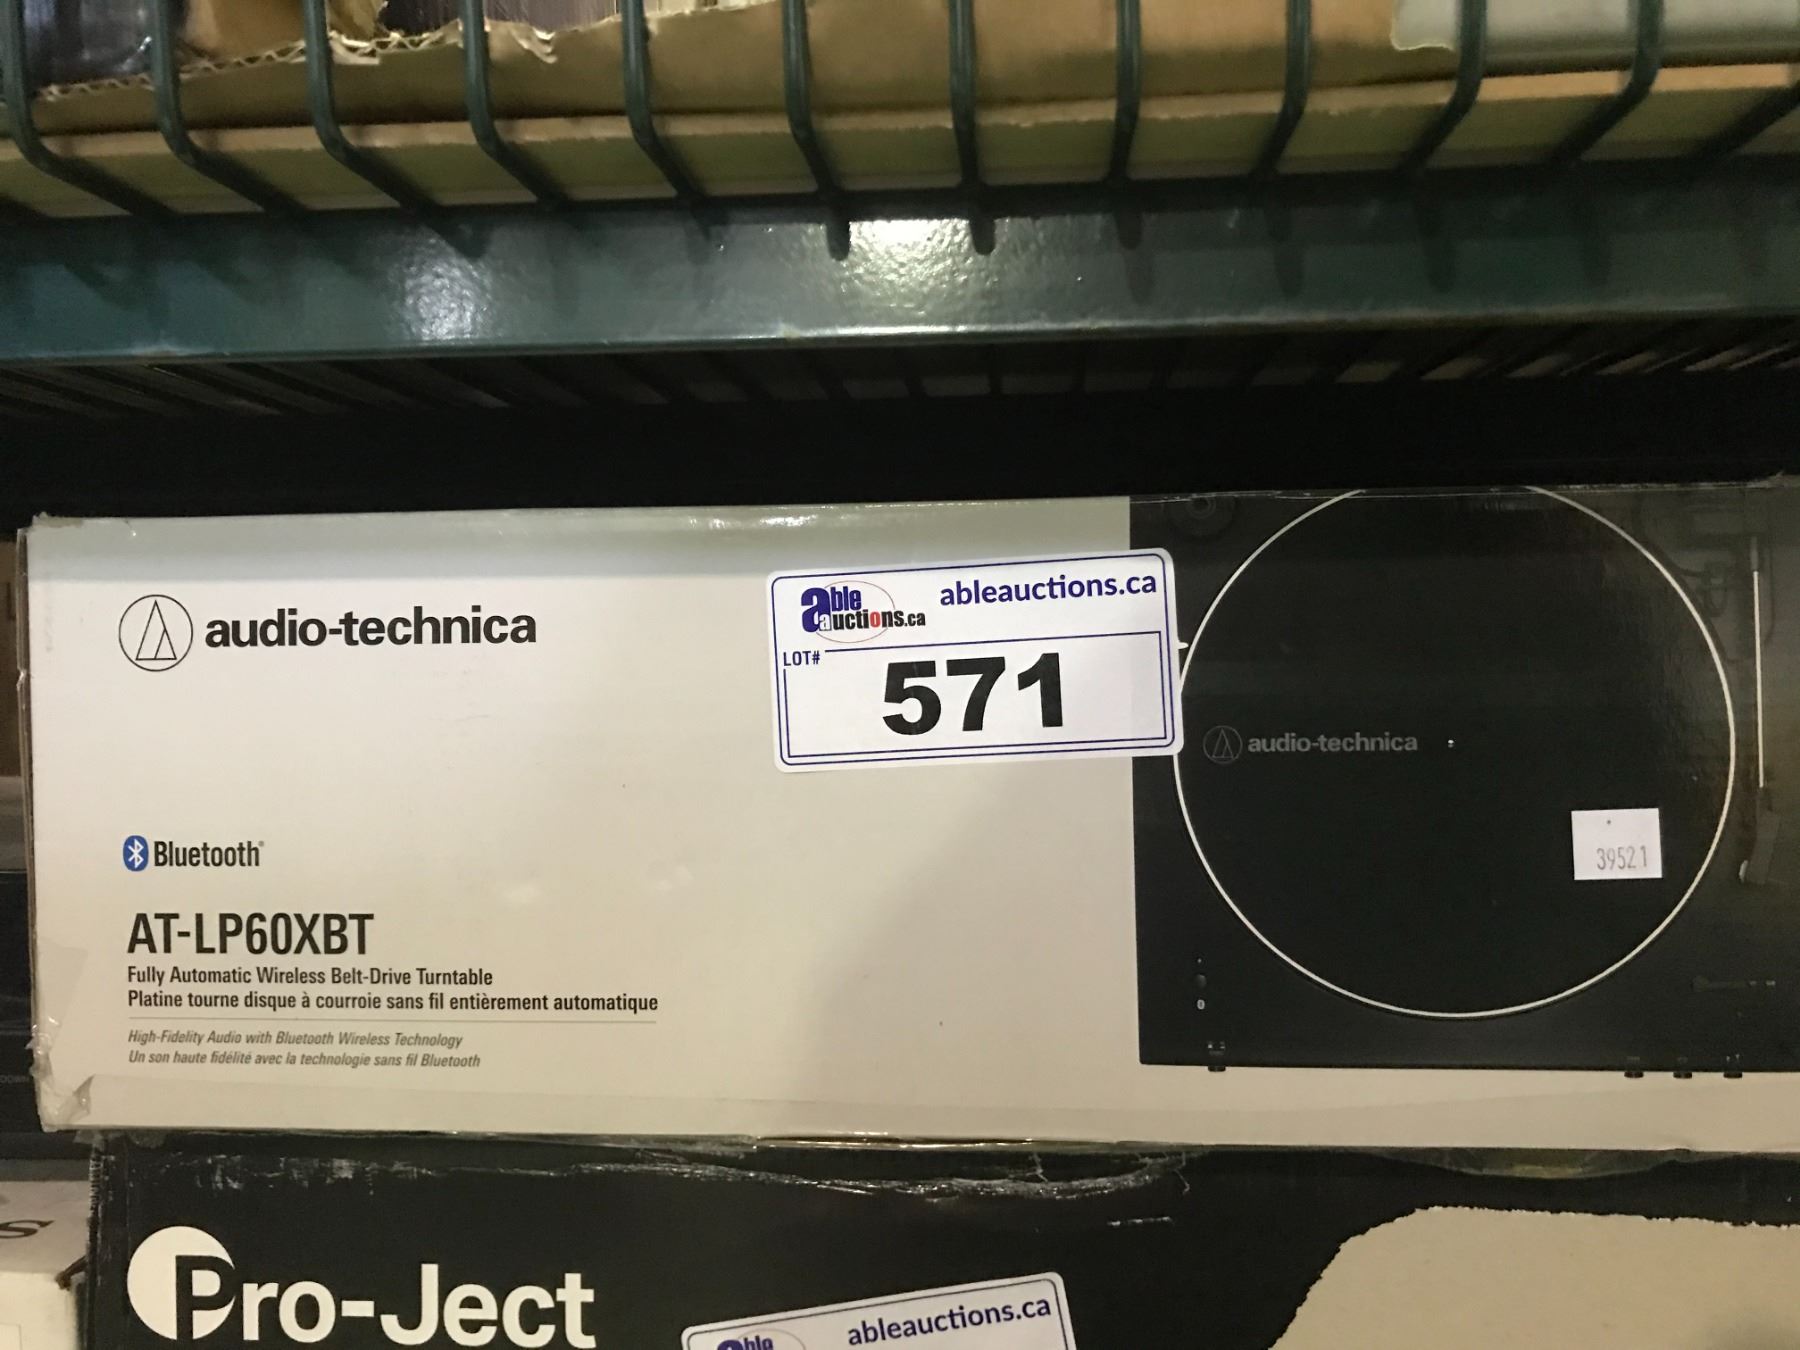 audio-technica
able
auctions.ca
ableauctions.ca
LOT#
571
audio-technica
39521
Bluetooth®
AT-LP60XBT
Fully Automatic Wireless Belt-Drive Turntable
Platine tourne disque à courroie sans fil entièrement automatique
High-Fidelity Audio with Bluetooth Wireless Technology
Un son haute fidélité avec la technologie sans fil Bluetooth
Pro-Ject
able
ableauctions.ca